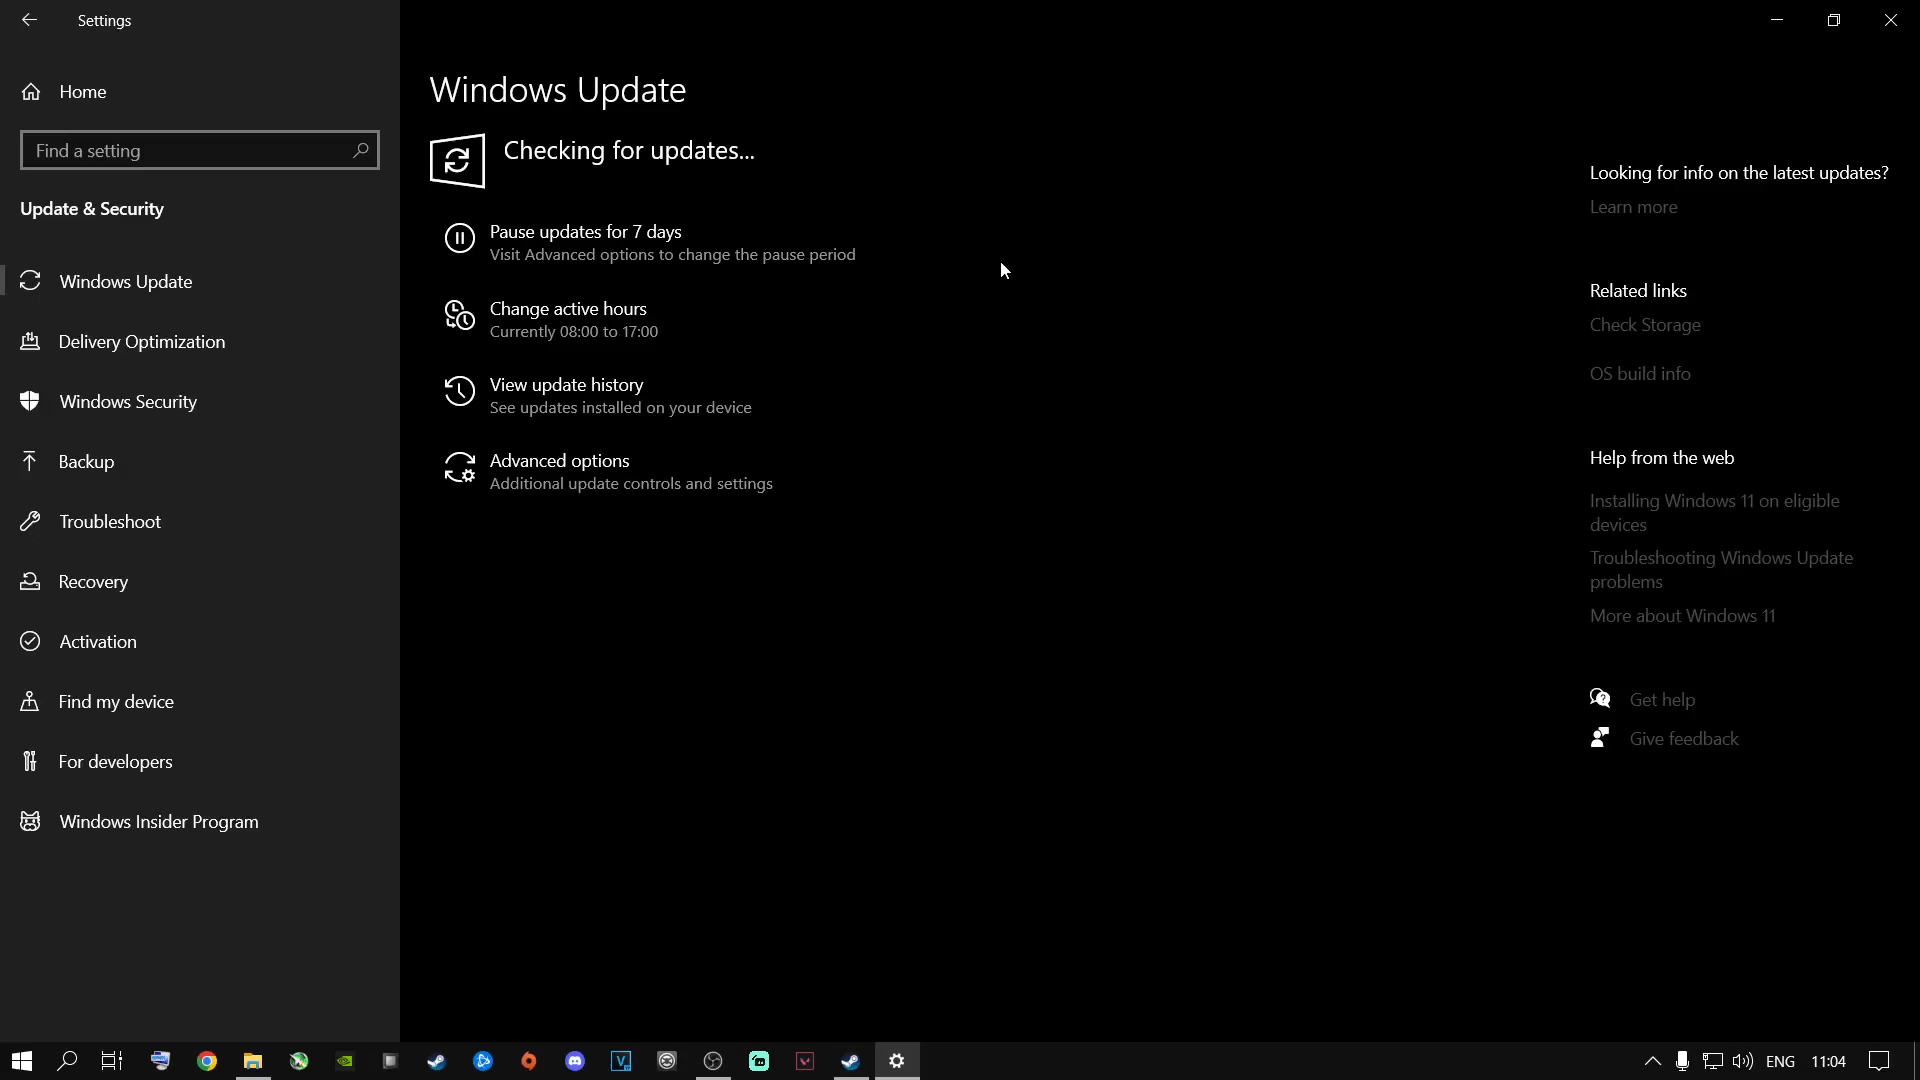 Settings
Home
Find a setting
Update & Security
Windows Update
Delivery Optimization
Windows Security
Backup
Troubleshoot
Recovery
Activation
Find my device
For developers
Windows Insider Program
Windows Update
Checking for updates...
Pause updates for 7 days
Visit Advanced options to change the pause period
Change active hours
Currently 08:00 to 17:00
View update history
See updates installed on your device
Advanced options
Additional update controls and settings
Looking for info on the latest updates?
Learn more
Related links
Check Storage
OS build info
Help from the web
Installing Windows 11 on eligible
devices
Troubleshooting Windows Update
problems
More about Windows 11
Get help
Give feedback
ENG
11:04